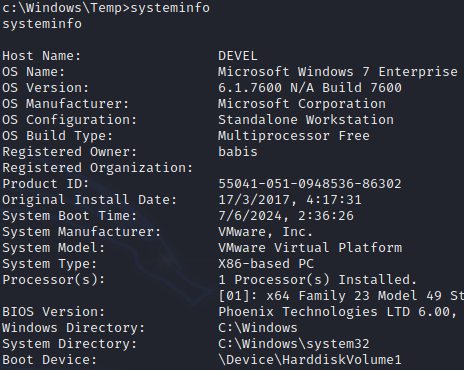 c:\Windows\Temp>systeminfo
systeminfo
Host Name: DEVEL
OS Name: Microsoft Windows 7 Enterprise
OS Version: 6.1.7600 N/A Build 7600
OS Manufacturer: Microsoft Corporation
OS Configuration: Standalone Workstation
OS Build Type: Multiprocessor Free
Registered Owner: babis
Registered Organization:
Product ID: 55041-051-0948536-86302
Original Install Date: 17/3/2017, 4:17:31
System Boot Time: 7/6/2024, 2:36:26
System Manufacturer: VMware, Inc.
System Model: VMware Virtual Platform
System Type: X86-based PC
Processor(s): 1 Processor(s) Installed.
[01]: x64 Family 23 Model 49 St
BIOS Version: Phoenix Technologies LTD 6.00,
Windows Directory: C:\Windows
System Directory: C:\Windows\system32
Boot Device: \Device\HarddiskVolume1